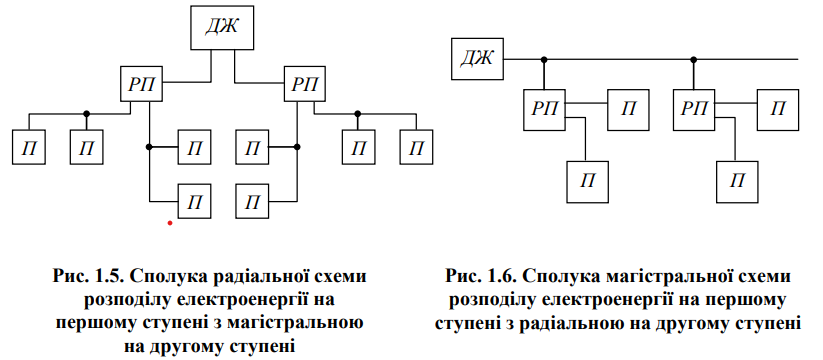 ДЖ
РП
РП
П
П
П
П
П
П
П
П
ДЖ
РП
П
РП
П
П
П
Рис. 1.5. Сполука радіальної схеми
розподілу електроенергії на
першому ступені з магістральною
на другому ступені
Рис. 1.6. Сполука магістральної схеми
розподілу електроенергії на першому
ступені з радіальною на другому ступені